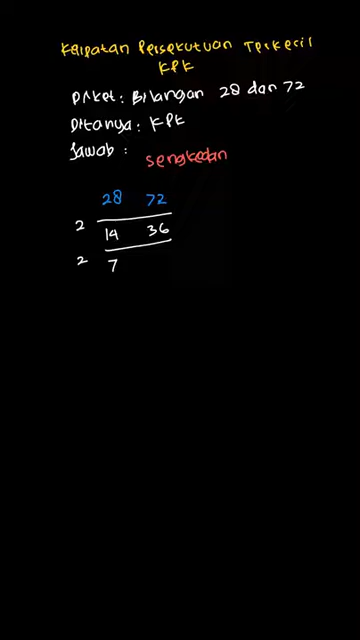 Kelipatan Persekutuan Terkecil
KPK
Diket: Bilangan 28 dan 72
Ditanya: KPK
Jawab :
sengkedan
28 72
2 14 36
2 7